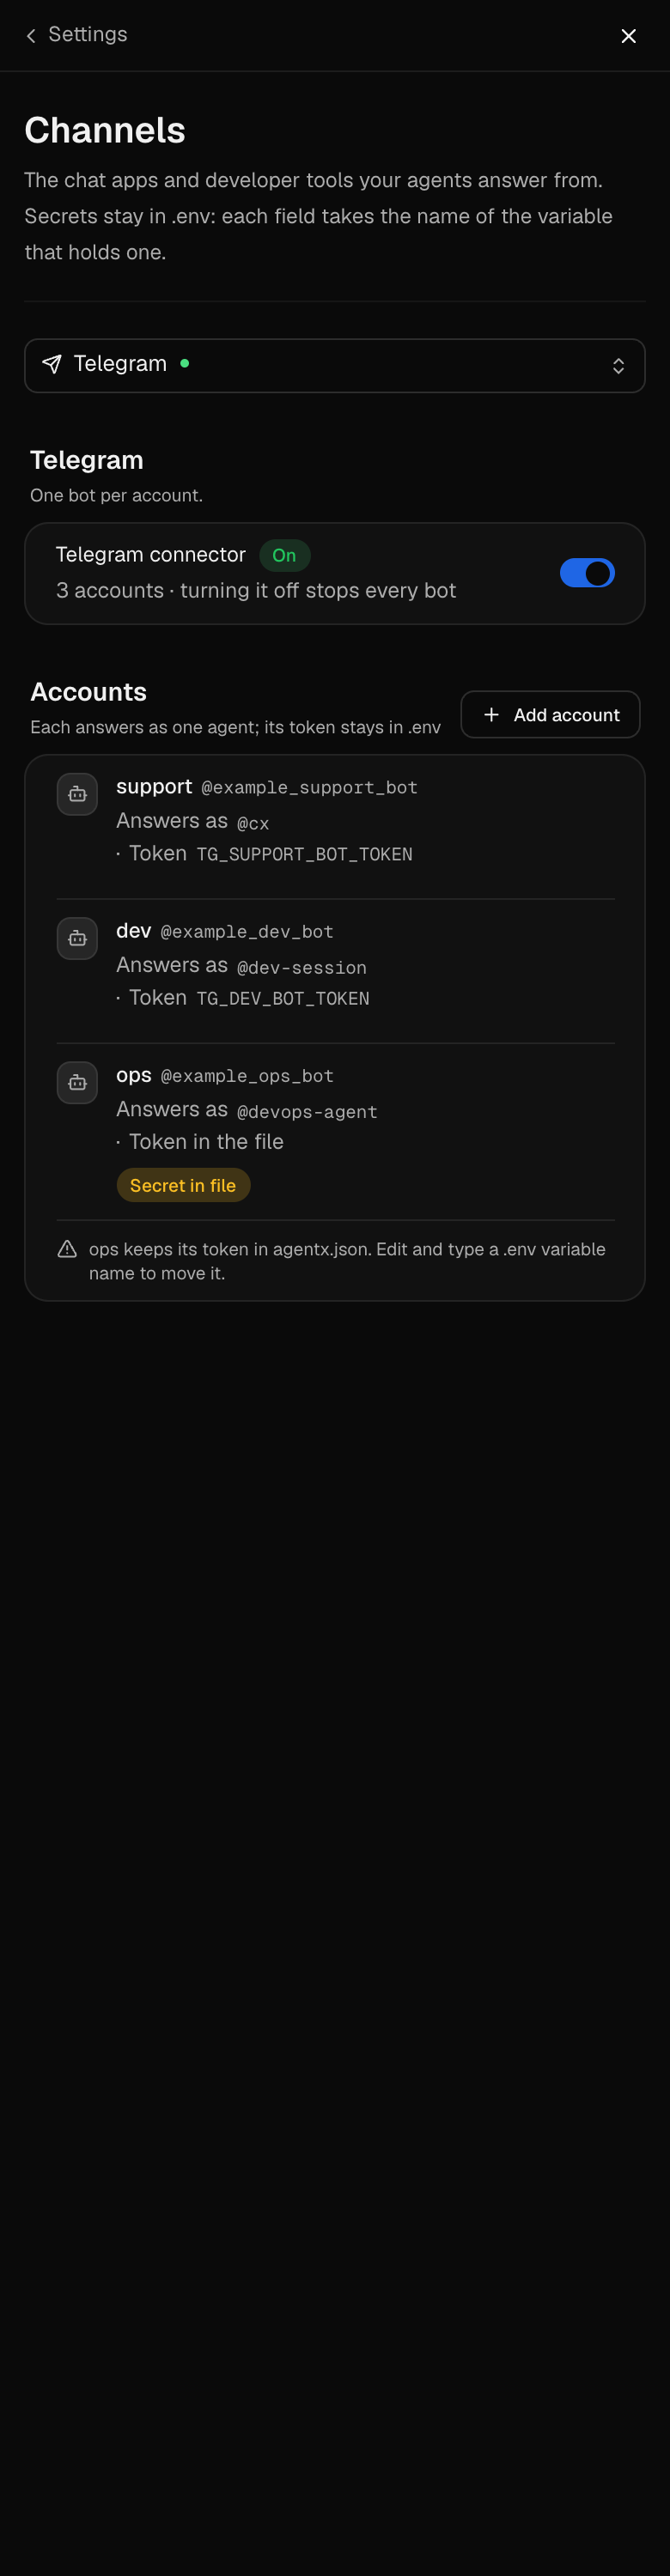 Settings
Channels
The chat apps and developer tools your agents answer from.
Secrets stay in .env: each field takes the name of the variable
that holds one.
Telegram
Telegram
One bot per account.
Telegram connector On
3 accounts · turning it off stops every bot
Accounts
Each answers as one agent; its token stays in .env
Add account
support @example_support_bot
Answers as @cx
· Token TG_SUPPORT_BOT_TOKEN
dev @example_dev_bot
Answers as @dev-session
· Token TG_DEV_BOT_TOKEN
ops @example_ops_bot
Answers as @devops-agent
· Token in the file
Secret in file
ops keeps its token in agentx.json. Edit and type a .env variable
name to move it.